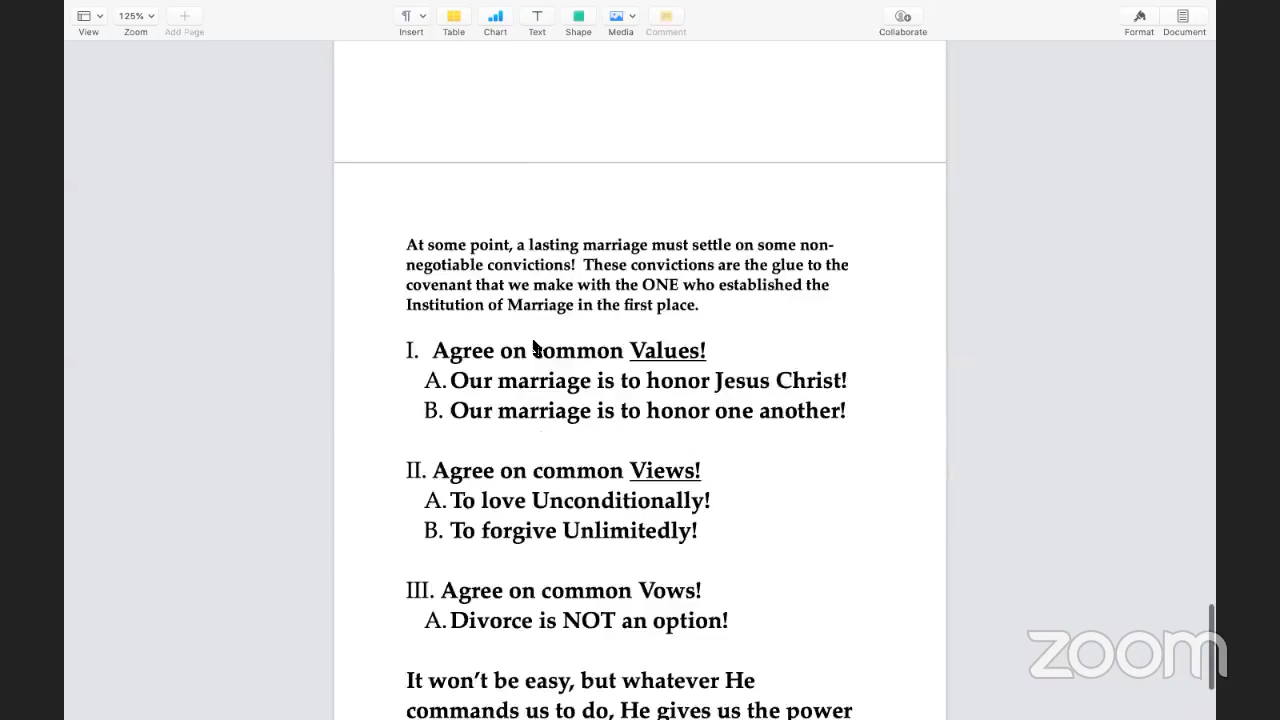 125%
View Zoom Add Page Insert Table Chart Text Shape Media Comment Collaborate Format Document
At some point, a lasting marriage must settle on some non-
negotiable convictions! These convictions are the glue to the
covenant that we make with the ONE who established the
Institution of Marriage in the first place.
I. Agree on common Values!
A. Our marriage is to honor Jesus Christ!
B. Our marriage is to honor one another!
II. Agree on common Views!
A. To love Unconditionally!
B. To forgive Unlimitedly!
III. Agree on common Vows!
A. Divorce is NOT an option!
zoom
It won't be easy, but whatever He
commands us to do, He gives us the power